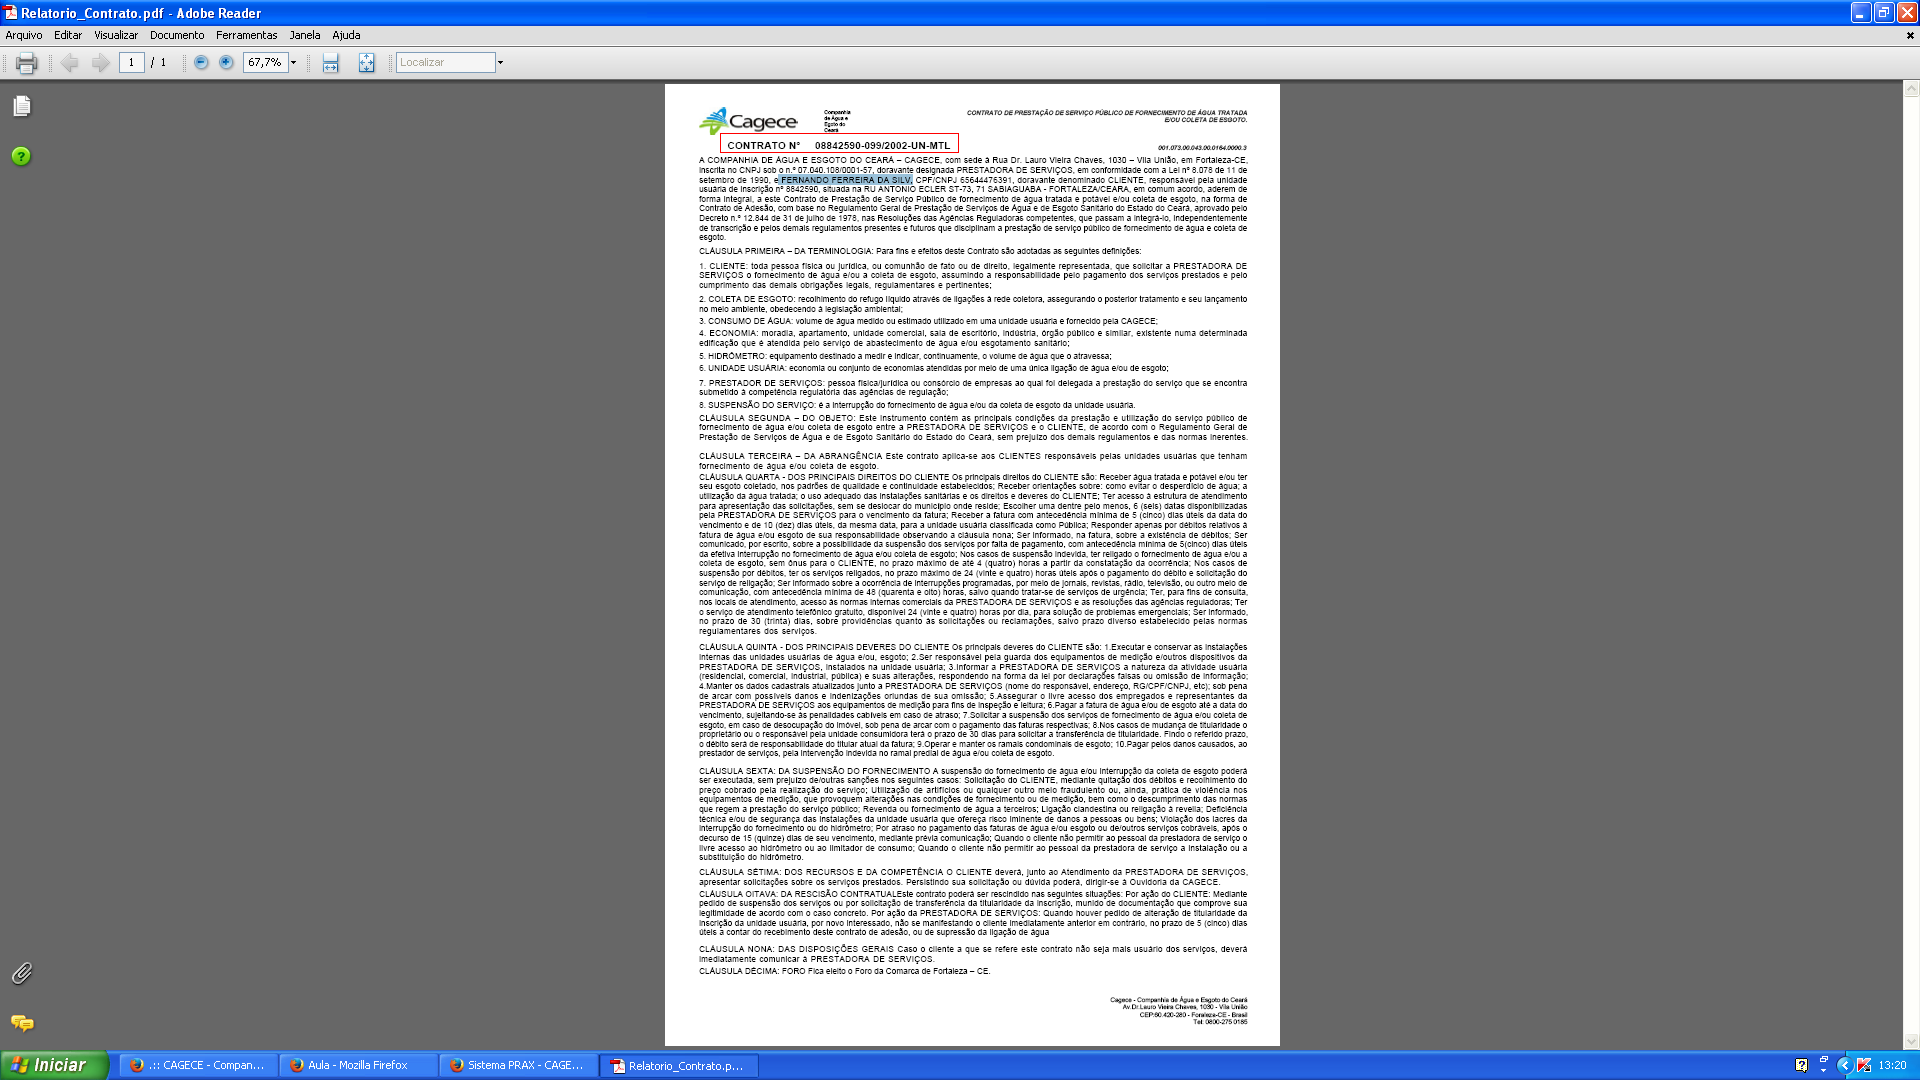 Relatorio_Contrato.pdf - Adobe Reader
Arquivo Editar Visualizar Documento Ferramentas Janela Ajuda
1 / 1 67,7% Localizar
Cagece
Companhia
de Água e
Esgoto do
Ceará
CONTRATO DE PRESTAÇÃO DE SERVIÇO PÚBLICO DE FORNECIMENTO DE ÁGUA TRATADA
E/OU COLETA DE ESGOTO.
CONTRATO N° 08842590-099/2002-UN-MTL
001.073.00.043.00.0164.0000.3
A COMPANHIA DE ÁGUA E ESGOTO DO CEARÁ – CAGECE, com sede à Rua Dr. Lauro Vieira Chaves, 1030 – Vila União, em Fortaleza-CE,
inscrita no CNPJ sob o n.º 07.040.108/0001-57, doravante designada PRESTADORA DE SERVIÇOS, em conformidade com a Lei nº 8.078 de 11 de
setembro de 1990, e FERNANDO FERREIRA DA SILV, CPF/CNPJ 65644476391, doravante denominado CLIENTE, responsável pela unidade
usuária de inscrição nº 8842590, situada na RU ANTONIO ECLER ST-73, 71 SABIAGUABA - FORTALEZA/CEARA, em comum acordo, aderem de
forma integral, a este Contrato de Prestação de Serviço Público de fornecimento de água tratada e potável e/ou coleta de esgoto, na forma de
Contrato de Adesão, com base no Regulamento Geral de Prestação de Serviços de Água e de Esgoto Sanitário do Estado do Ceará, aprovado pelo
Decreto n.º 12.844 de 31 de julho de 1978, nas Resoluções das Agências Reguladoras competentes, que passam a integrá-lo, independentemente
de transcrição e pelos demais regulamentos presentes e futuros que disciplinam a prestação de serviço público de fornecimento de água e coleta de
esgoto.
CLÁUSULA PRIMEIRA – DA TERMINOLOGIA: Para fins e efeitos deste Contrato são adotadas as seguintes definições:
1. CLIENTE: toda pessoa física ou jurídica, ou comunhão de fato ou de direito, legalmente representada, que solicitar a PRESTADORA DE
SERVIÇOS o fornecimento de água e/ou a coleta de esgoto, assumindo a responsabilidade pelo pagamento dos serviços prestados e pelo
cumprimento das demais obrigações legais, regulamentares e pertinentes;
2. COLETA DE ESGOTO: recolhimento do refugo líquido através de ligações à rede coletora, assegurando o posterior tratamento e seu lançamento
no meio ambiente, obedecendo à legislação ambiental;
3. CONSUMO DE ÁGUA: volume de água medido ou estimado utilizado em uma unidade usuária e fornecido pela CAGECE;
4. ECONOMIA: moradia, apartamento, unidade comercial, sala de escritório, indústria, órgão público e similar, existente numa determinada
edificação que é atendida pelo serviço de abastecimento de água e/ou esgotamento sanitário;
5. HIDRÔMETRO: equipamento destinado a medir e indicar, continuamente, o volume de água que o atravessa;
6. UNIDADE USUÁRIA: economia ou conjunto de economias atendidas por meio de uma única ligação de água e/ou de esgoto;
7. PRESTADOR DE SERVIÇOS: pessoa física/jurídica ou consórcio de empresas ao qual foi delegada a prestação do serviço que se encontra
submetido à competência regulatória das agências de regulação;
8. SUSPENSÃO DO SERVIÇO: é a interrupção do fornecimento de água e/ou da coleta de esgoto da unidade usuária.
CLÁUSULA SEGUNDA – DO OBJETO: Este instrumento contém as principais condições da prestação e utilização do serviço público de
fornecimento de água e/ou coleta de esgoto entre a PRESTADORA DE SERVIÇOS e o CLIENTE, de acordo com o Regulamento Geral de
Prestação de Serviços de Água e de Esgoto Sanitário do Estado do Ceará, sem prejuízo dos demais regulamentos e das normas inerentes.
CLÁUSULA TERCEIRA – DA ABRANGÊNCIA Este contrato aplica-se aos CLIENTES responsáveis pelas unidades usuárias que tenham
fornecimento de água e/ou coleta de esgoto.
CLÁUSULA QUARTA - DOS PRINCIPAIS DIREITOS DO CLIENTE Os principais direitos do CLIENTE são: Receber água tratada e potável e/ou ter
seu esgoto coletado, nos padrões de qualidade e continuidade estabelecidos; Receber orientações sobre: como evitar o desperdício de água; a
utilização da água tratada; o uso adequado das instalações sanitárias e os direitos e deveres do CLIENTE; Ter acesso à estrutura de atendimento
para apresentação das solicitações, sem se deslocar do município onde reside; Escolher uma dentre pelo menos, 6 (seis) datas disponibilizadas
pela PRESTADORA DE SERVIÇOS para o vencimento da fatura; Receber a fatura com antecedência mínima de 5 (cinco) dias úteis da data do
vencimento e de 10 (dez) dias úteis, da mesma data, para a unidade usuária classificada como Pública; Responder apenas por débitos relativos à
fatura de água e/ou esgoto de sua responsabilidade observando a cláusula nona; Ser informado, na fatura, sobre a existência de débitos; Ser
comunicado, por escrito, sobre a possibilidade da suspensão dos serviços por falta de pagamento, com antecedência mínima de 5(cinco) dias úteis
da efetiva interrupção no fornecimento de água e/ou coleta de esgoto; Nos casos de suspensão indevida, ter religado o fornecimento de água e/ou a
coleta de esgoto, sem ônus para o CLIENTE, no prazo máximo de até 4 (quatro) horas a partir da constatação da ocorrência; Nos casos de
suspensão por débitos, ter os serviços religados, no prazo máximo de 24 (vinte e quatro) horas úteis após o pagamento do débito e solicitação do
serviço de religação; Ser informado sobre a ocorrência de interrupções programadas, por meio de jornais, revistas, rádio, televisão, ou outro meio de
comunicação, com antecedência mínima de 48 (quarenta e oito) horas, salvo quando tratar-se de serviços de urgência; Ter, para fins de consulta,
nos locais de atendimento, acesso às normas internas comerciais da PRESTADORA DE SERVIÇOS e as resoluções das agências reguladoras; Ter
o serviço de atendimento telefônico gratuito, disponível 24 (vinte e quatro) horas por dia, para solução de problemas emergenciais; Ser informado,
no prazo de 30 (trinta) dias, sobre providências quanto às solicitações ou reclamações, salvo prazo diverso estabelecido pelas normas
regulamentares dos serviços.
CLÁUSULA QUINTA - DOS PRINCIPAIS DEVERES DO CLIENTE Os principais deveres do CLIENTE são: 1.Executar e conservar as instalações
internas das unidades usuárias de água e/ou, esgoto; 2.Ser responsável pela guarda dos equipamentos de medição e/outros dispositivos da
PRESTADORA DE SERVIÇOS, instalados na unidade usuária; 3.Informar a PRESTADORA DE SERVIÇOS a natureza da atividade usuária
(residencial, comercial, industrial, pública) e suas alterações, respondendo na forma da lei por declarações falsas ou omissão de informação;
4.Manter os dados cadastrais atualizados junto a PRESTADORA DE SERVIÇOS (nome do responsável, endereço, RG/CPF/CNPJ, etc); sob pena
de arcar com possíveis danos e indenizações oriundas de sua omissão; 5.Assegurar o livre acesso dos empregados e representantes da
PRESTADORA DE SERVIÇOS aos equipamentos de medição para fins de inspeção e leitura; 6.Pagar a fatura de água e/ou de esgoto até a data do
vencimento, sujeitando-se às penalidades cabíveis em caso de atraso; 7.Solicitar a suspensão dos serviços de fornecimento de água e/ou coleta de
esgoto, em caso de desocupação do imóvel, sob pena de arcar com o pagamento das faturas respectivas; 8.Nos casos de mudança de titularidade o
proprietário ou o responsável pela unidade consumidora terá o prazo de 30 dias para solicitar a transferência de titularidade. Findo o referido prazo,
o débito será de responsabilidade do titular atual da fatura; 9.Operar e manter os ramais condominiais de esgoto; 10.Pagar pelos danos causados, ao
prestador de serviços, pela intervenção indevida no ramal predial de água e/ou coleta de esgoto.
CLÁUSULA SEXTA: DA SUSPENSÃO DO FORNECIMENTO A suspensão do fornecimento de água e/ou interrupção da coleta de esgoto poderá
ser executada, sem prejuízo de/outras sanções nos seguintes casos: Solicitação do CLIENTE, mediante quitação dos débitos e recolhimento do
preço cobrado pela realização do serviço; Utilização de artifícios ou qualquer outro meio fraudulento ou, ainda, prática de violência nos
equipamentos de medição, que provoquem alterações nas condições de fornecimento ou de medição, bem como o descumprimento das normas
que regem a prestação do serviço público; Revenda ou fornecimento de água a terceiros; Ligação clandestina ou religação à revelia; Deficiência
técnica e/ou de segurança das instalações da unidade usuária que ofereça risco iminente de danos a pessoas ou bens; Violação dos lacres da
interrupção do fornecimento ou do hidrômetro; Por atraso no pagamento das faturas de água e/ou esgoto ou de/outros serviços cobráveis, após o
decurso de 15 (quinze) dias de seu vencimento, mediante prévia comunicação; Quando o cliente não permitir ao pessoal da prestadora de serviço o
livre acesso ao hidrômetro ou ao limitador de consumo; Quando o cliente não permitir ao pessoal da prestadora de serviço a instalação ou a
substituição do hidrômetro.
CLÁUSULA SÉTIMA: DOS RECURSOS E DA COMPETÊNCIA O CLIENTE deverá, junto ao Atendimento da PRESTADORA DE SERVIÇOS,
apresentar solicitações sobre os serviços prestados. Persistindo sua solicitação ou dúvida poderá, dirigir-se à Ouvidoria da CAGECE.
CLÁUSULA OITAVA: DA RESCISÃO CONTRATUALEste contrato poderá ser rescindido nas seguintes situações: Por ação do CLIENTE: Mediante
pedido de suspensão dos serviços ou por solicitação de transferência da titularidade da inscrição, munido de documentação que comprove sua
legitimidade de acordo com o caso concreto. Por ação da PRESTADORA DE SERVIÇOS: Quando houver pedido de alteração de titularidade da
inscrição da unidade usuária, por novo interessado, não se manifestando o cliente imediatamente anterior em contrário, no prazo de 5 (cinco) dias
úteis a contar do recebimento deste contrato de adesão, ou de supressão da ligação de água
CLÁUSULA NONA: DAS DISPOSIÇÕES GERAIS Caso o cliente a que se refere este contrato não seja mais usuário dos serviços, deverá
imediatamente comunicar à PRESTADORA DE SERVIÇOS.
CLÁUSULA DÉCIMA: FORO Fica eleito o Foro da Comarca de Fortaleza – CE.
Cagece - Companhia de Água e Esgoto do Ceará
Av.Dr.Lauro Vieira Chaves, 1030 - Vila União
CEP:60.420-280 - Foraleza-CE - Brasil
Tel: 0800-275 0195
Iniciar .:: CAGECE - Compan... Aula - Mozilla Firefox Sistema PRAX - CAGE... Relatorio_Contrato.p... 13:20